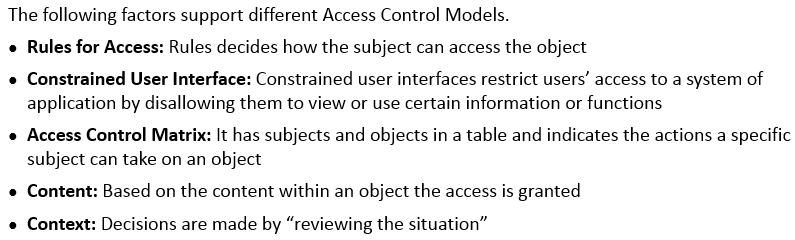 The following factors support different Access Control Models.
• Rules for Access: Rules decides how the subject can access the object
• Constrained User Interface: Constrained user interfaces restrict users’ access to a system of
application by disallowing them to view or use certain information or functions
• Access Control Matrix: It has subjects and objects in a table and indicates the actions a specific
subject can take on an object
• Content: Based on the content within an object the access is granted
• Context: Decisions are made by “reviewing the situation”